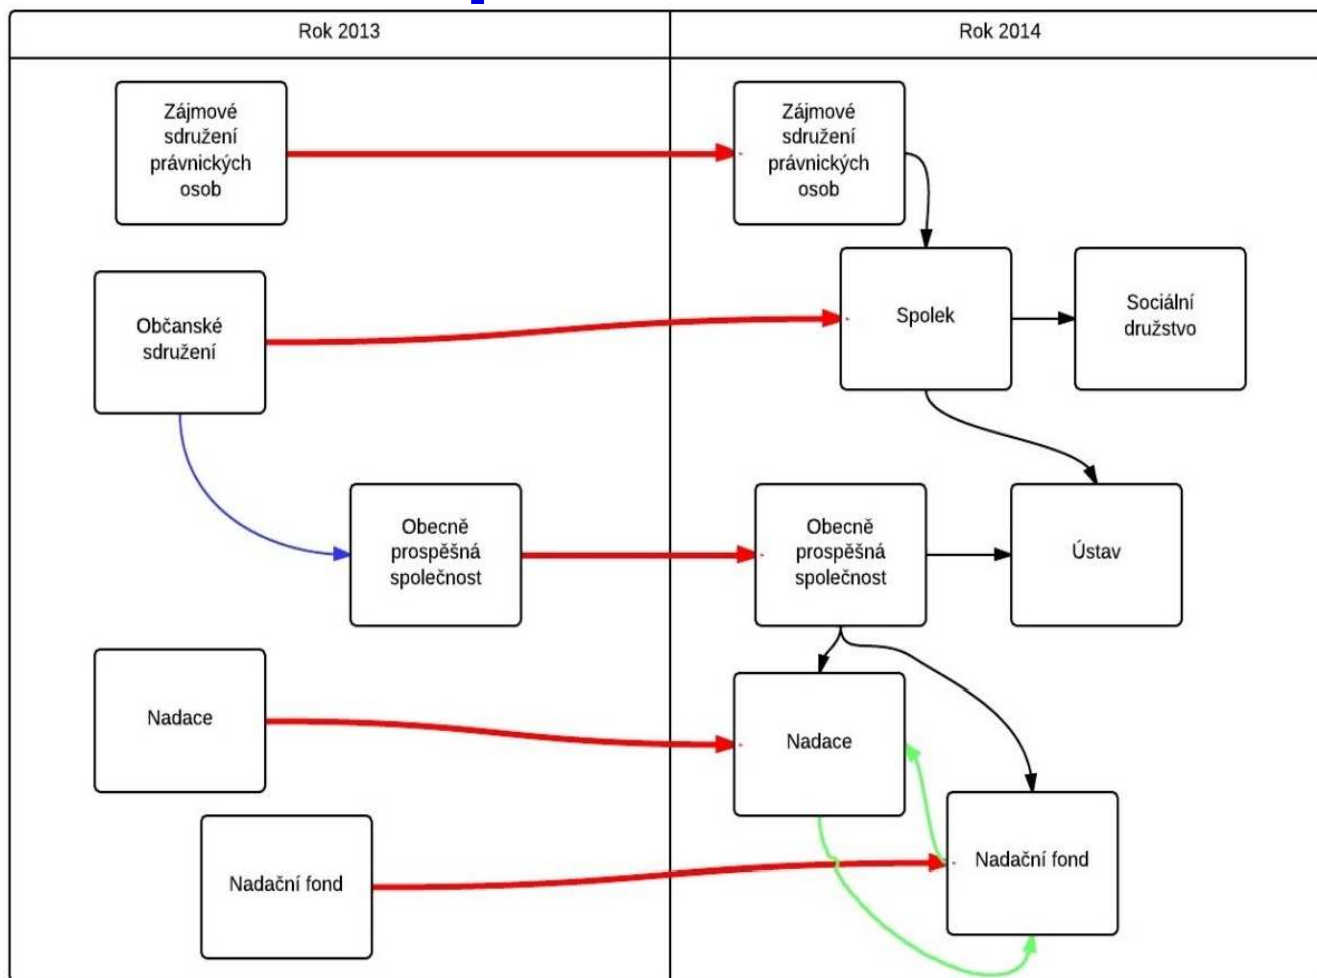 Rok 2013
Rok 2014
Zájmové
sdružení
právnických
osob
Zájmové
sdružení
právnických
osob
Občanské
sdružení
Spolek
Sociální
družstvo
Obecně
prospěšná
společnost
Obecně
prospěšná
společnost
Ústav
Nadace
Nadace
Nadační fond
Nadační fond